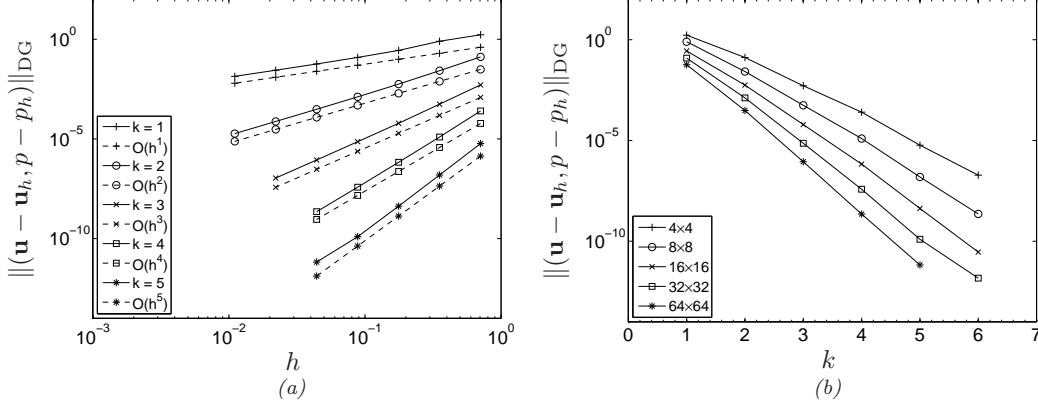 ‖(u − u_h, p − p_h)‖_DG
10^0
10^−5
10^−10
k = 1
O(h^1)
k = 2
O(h^2)
k = 3
O(h^3)
k = 4
O(h^4)
k = 5
O(h^5)
10^−3
10^−2
10^−1
10^0
h
(a)
‖(u − u_h, p − p_h)‖_DG
10^0
10^−5
10^−10
4×4
8×8
16×16
32×32
64×64
0 1 2 3 4 5 6 7
k
(b)